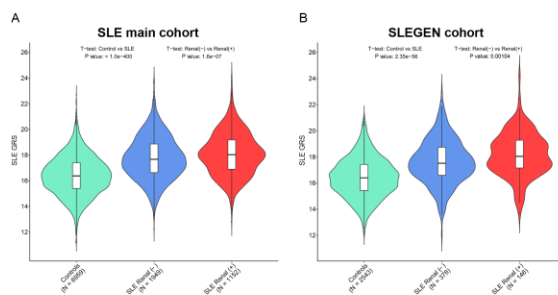 A
SLE main cohort
T-test: Control vs SLE
P value: < 1.0e-400
T-test: Renal(−) vs Renal(+)
P value: 1.6e-07
SLE GRS
26
24
22
20
18
16
14
12
Controls
(N = 6959)
SLE Renal (−)
(N = 1949)
SLE Renal (+)
(N = 1152)
B
SLEGEN cohort
T-test: Control vs SLE
P Value: 2.35e-56
T-test: Renal(−) vs Renal(+)
P value: 0.00104
SLE GRS
26
24
22
20
18
16
14
12
Controls
(N = 2543)
SLE Renal (−)
(N = 378)
SLE Renal (+)
(N = 146)